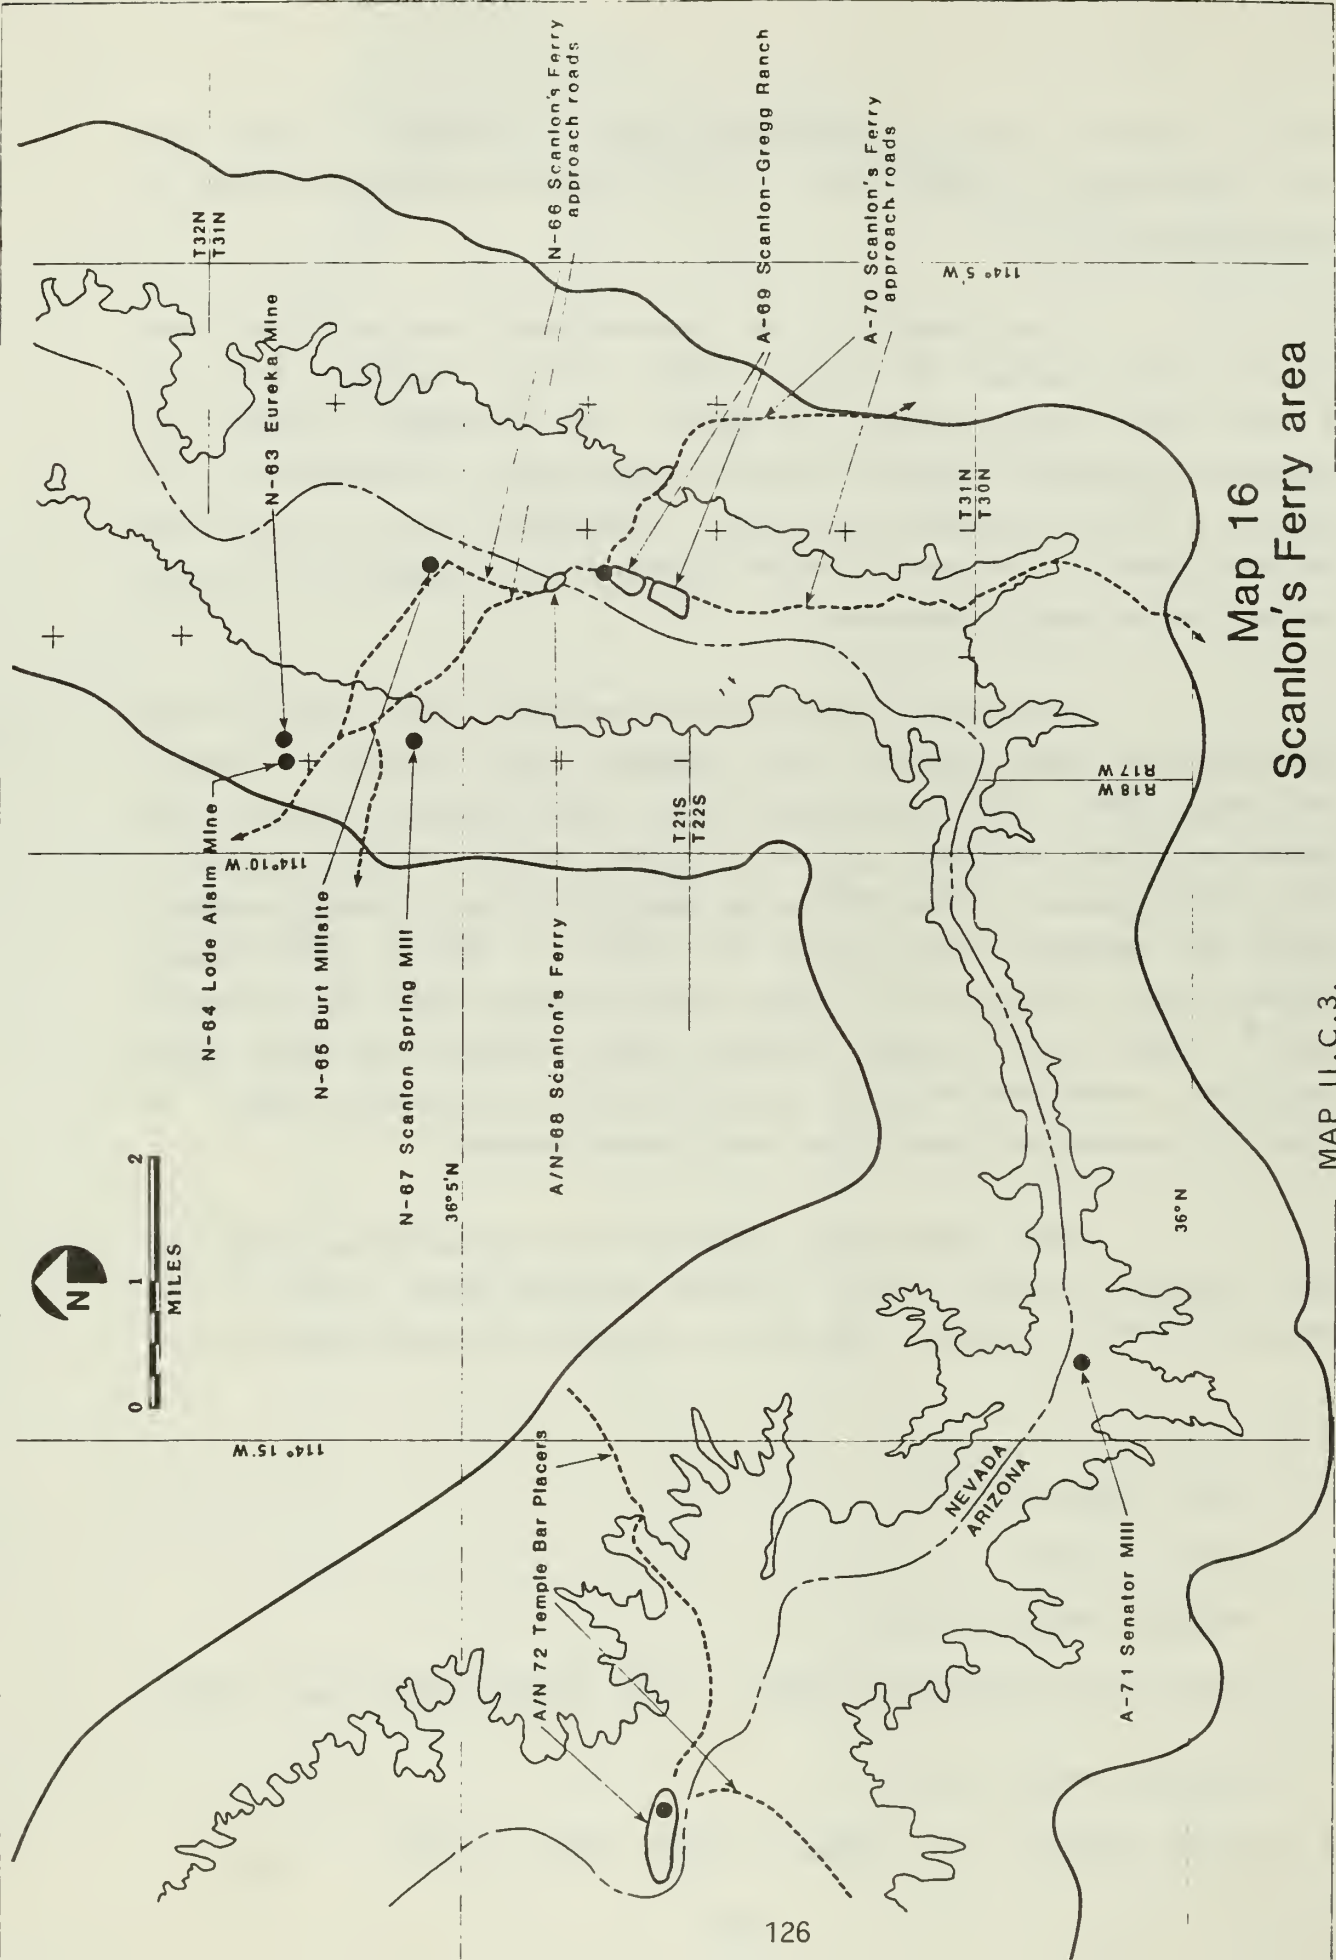 N
0 1 2
MILES
T32N
T31N
N-63 Eureka Mine
N-64 Lode Alsim Mine
N-65 Burt Millsite
N-66 Scanlon's Ferry
approach roads
N-67 Scanlon Spring Mill
36° 5'N
A/N-68 Scanlon's Ferry
A-69 Scanlon-Gregg Ranch
A-70 Scanlon's Ferry
approach roads
114° 15' W
114° 10' W
114° 5' W
T21S
T22S
T31N
T30N
R17 W
R18 W
A/N 72 Temple Bar Placers
NEVADA
ARIZONA
A-71 Senator Mill
36° N
Map 16
Scanlon's Ferry area
MAP II.C.3.
126